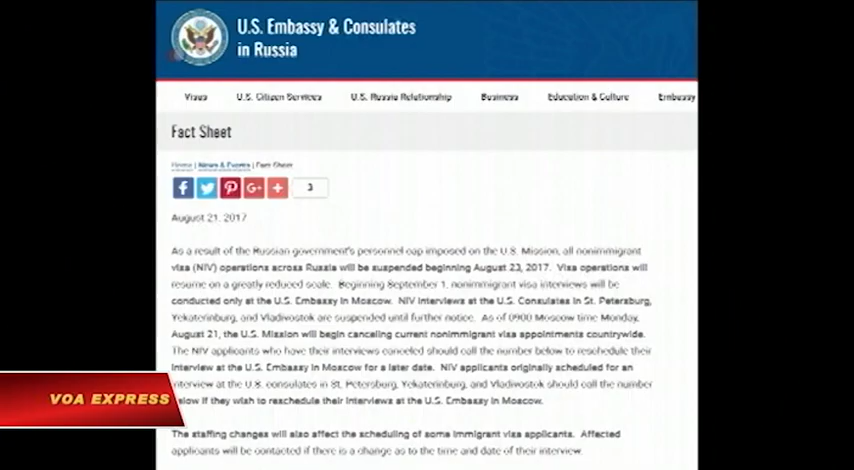 U.S. Embassy & Consulates
in Russia
Visas U.S. Citizen Services U.S. Russia Relationship Business Education & Culture Embassy
Fact Sheet
Home | News & Events | Fact Sheet
f G+ + 3
August 21, 2017
As a result of the Russian government's personnel cap imposed on the U.S. Mission, all nonimmigrant
visa (NIV) operations across Russia will be suspended beginning August 23, 2017. Visa operations will
resume on a greatly reduced scale. Beginning September 1, nonimmigrant visa interviews will be
conducted only at the U.S. Embassy in Moscow. NIV interviews at the U.S. Consulates in St. Petersburg,
Yekaterinburg, and Vladivostok are suspended until further notice. As of 0900 Moscow time Monday,
August 21, the U.S. Mission will begin canceling current nonimmigrant visa appointments countrywide.
The NIV applicants who have their interviews canceled should call the number below to reschedule their
interview at the U.S. Embassy in Moscow for a later date. NIV applicants originally scheduled for an
interview at the U.S. consulates in St. Petersburg, Yekaterinburg, and Vladivostok should call the number
below if they wish to reschedule their interviews at the U.S. Embassy in Moscow.
VOA EXPRESS
The staffing changes will also affect the scheduling of some immigrant visa applicants. Affected
applicants will be contacted if there is a change as to the time and date of their interview.